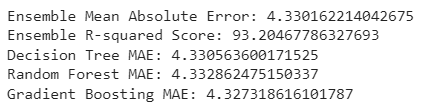 Ensemble Mean Absolute Error: 4.330162214042675
Ensemble R-squared Score: 93.20467786327693
Decision Tree MAE: 4.330563600171525
Random Forest MAE: 4.332862475150337
Gradient Boosting MAE: 4.327318616101787